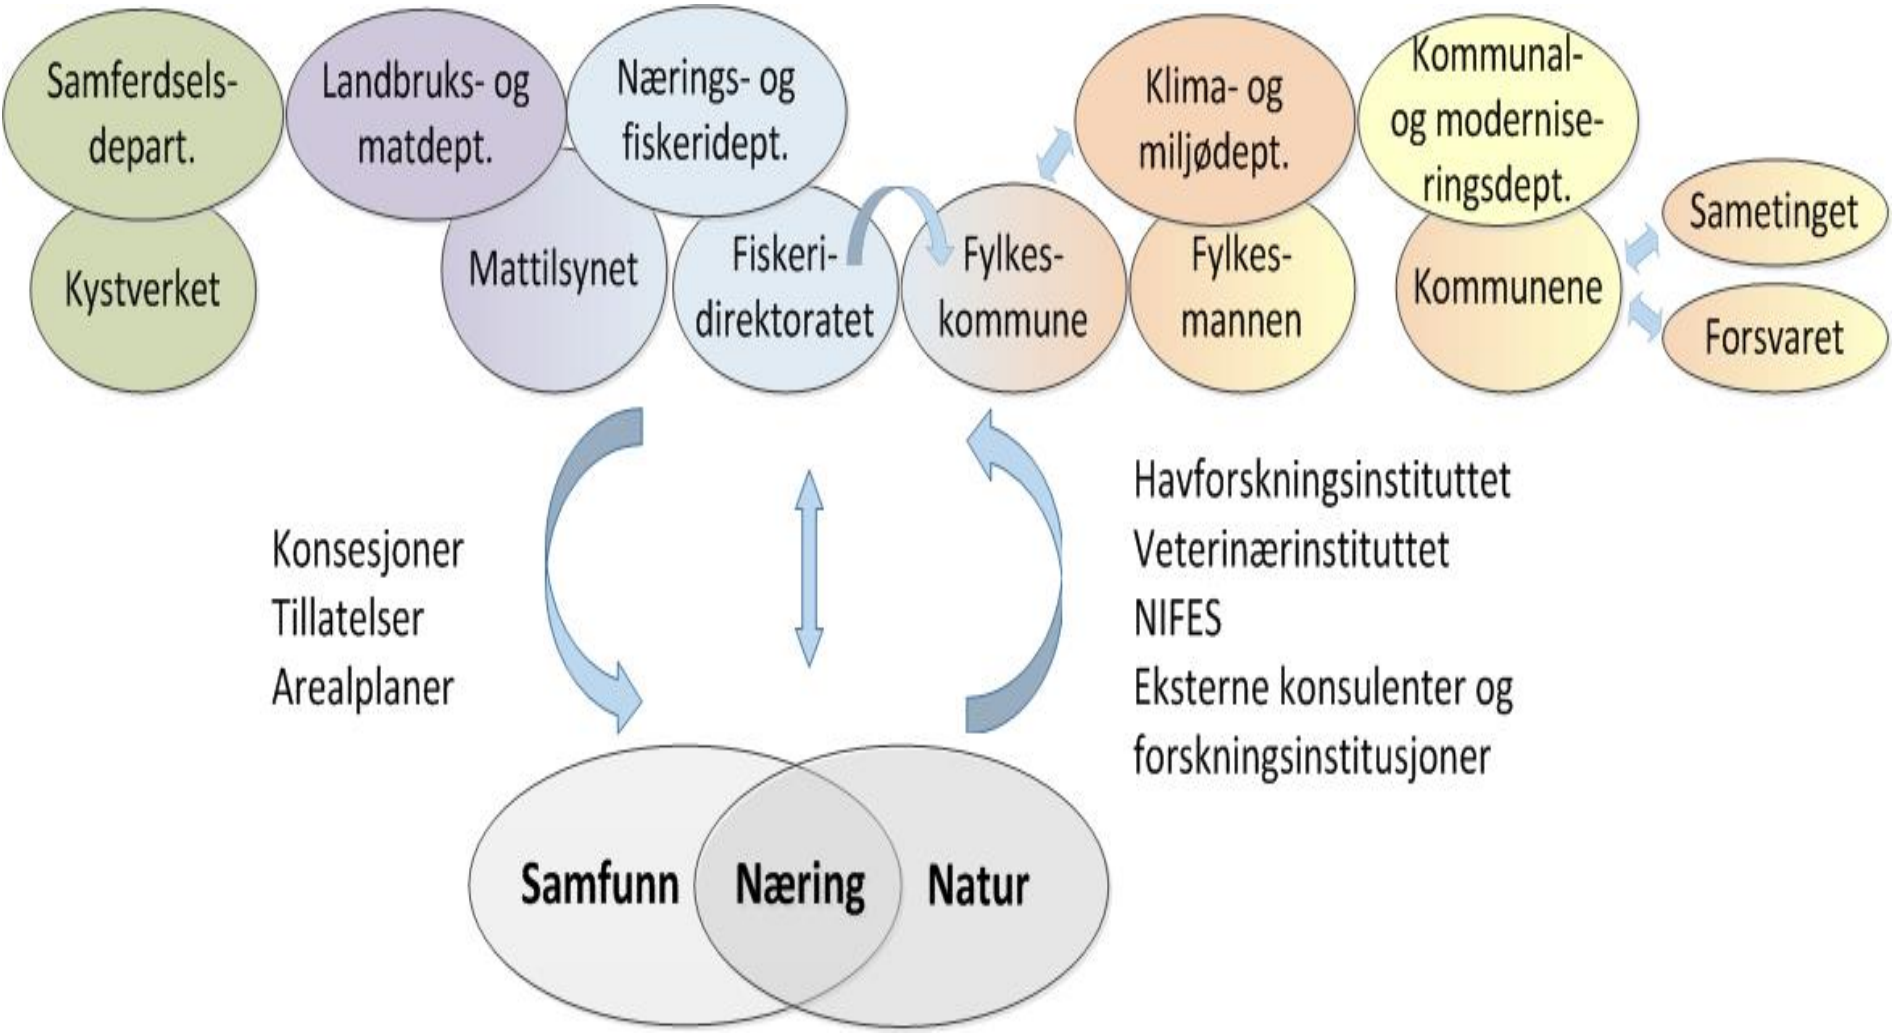 Samferdsels-
depart.
Landbruks- og
matdept.
Nærings- og
fiskeridept.
Klima- og
miljødept.
Kommunal-
og modernise-
ringsdept.
Kystverket
Mattilsynet
Fiskeri-
direktoratet
Fylkes-
kommune
Fylkes-
mannen
Kommunene
Sametinget
Forsvaret
Konsesjoner
Tillatelser
Arealplaner
Havforskningsinstituttet
Veterinærinstituttet
NIFES
Eksterne konsulenter og
forskningsinstitusjoner
Samfunn
Næring
Natur